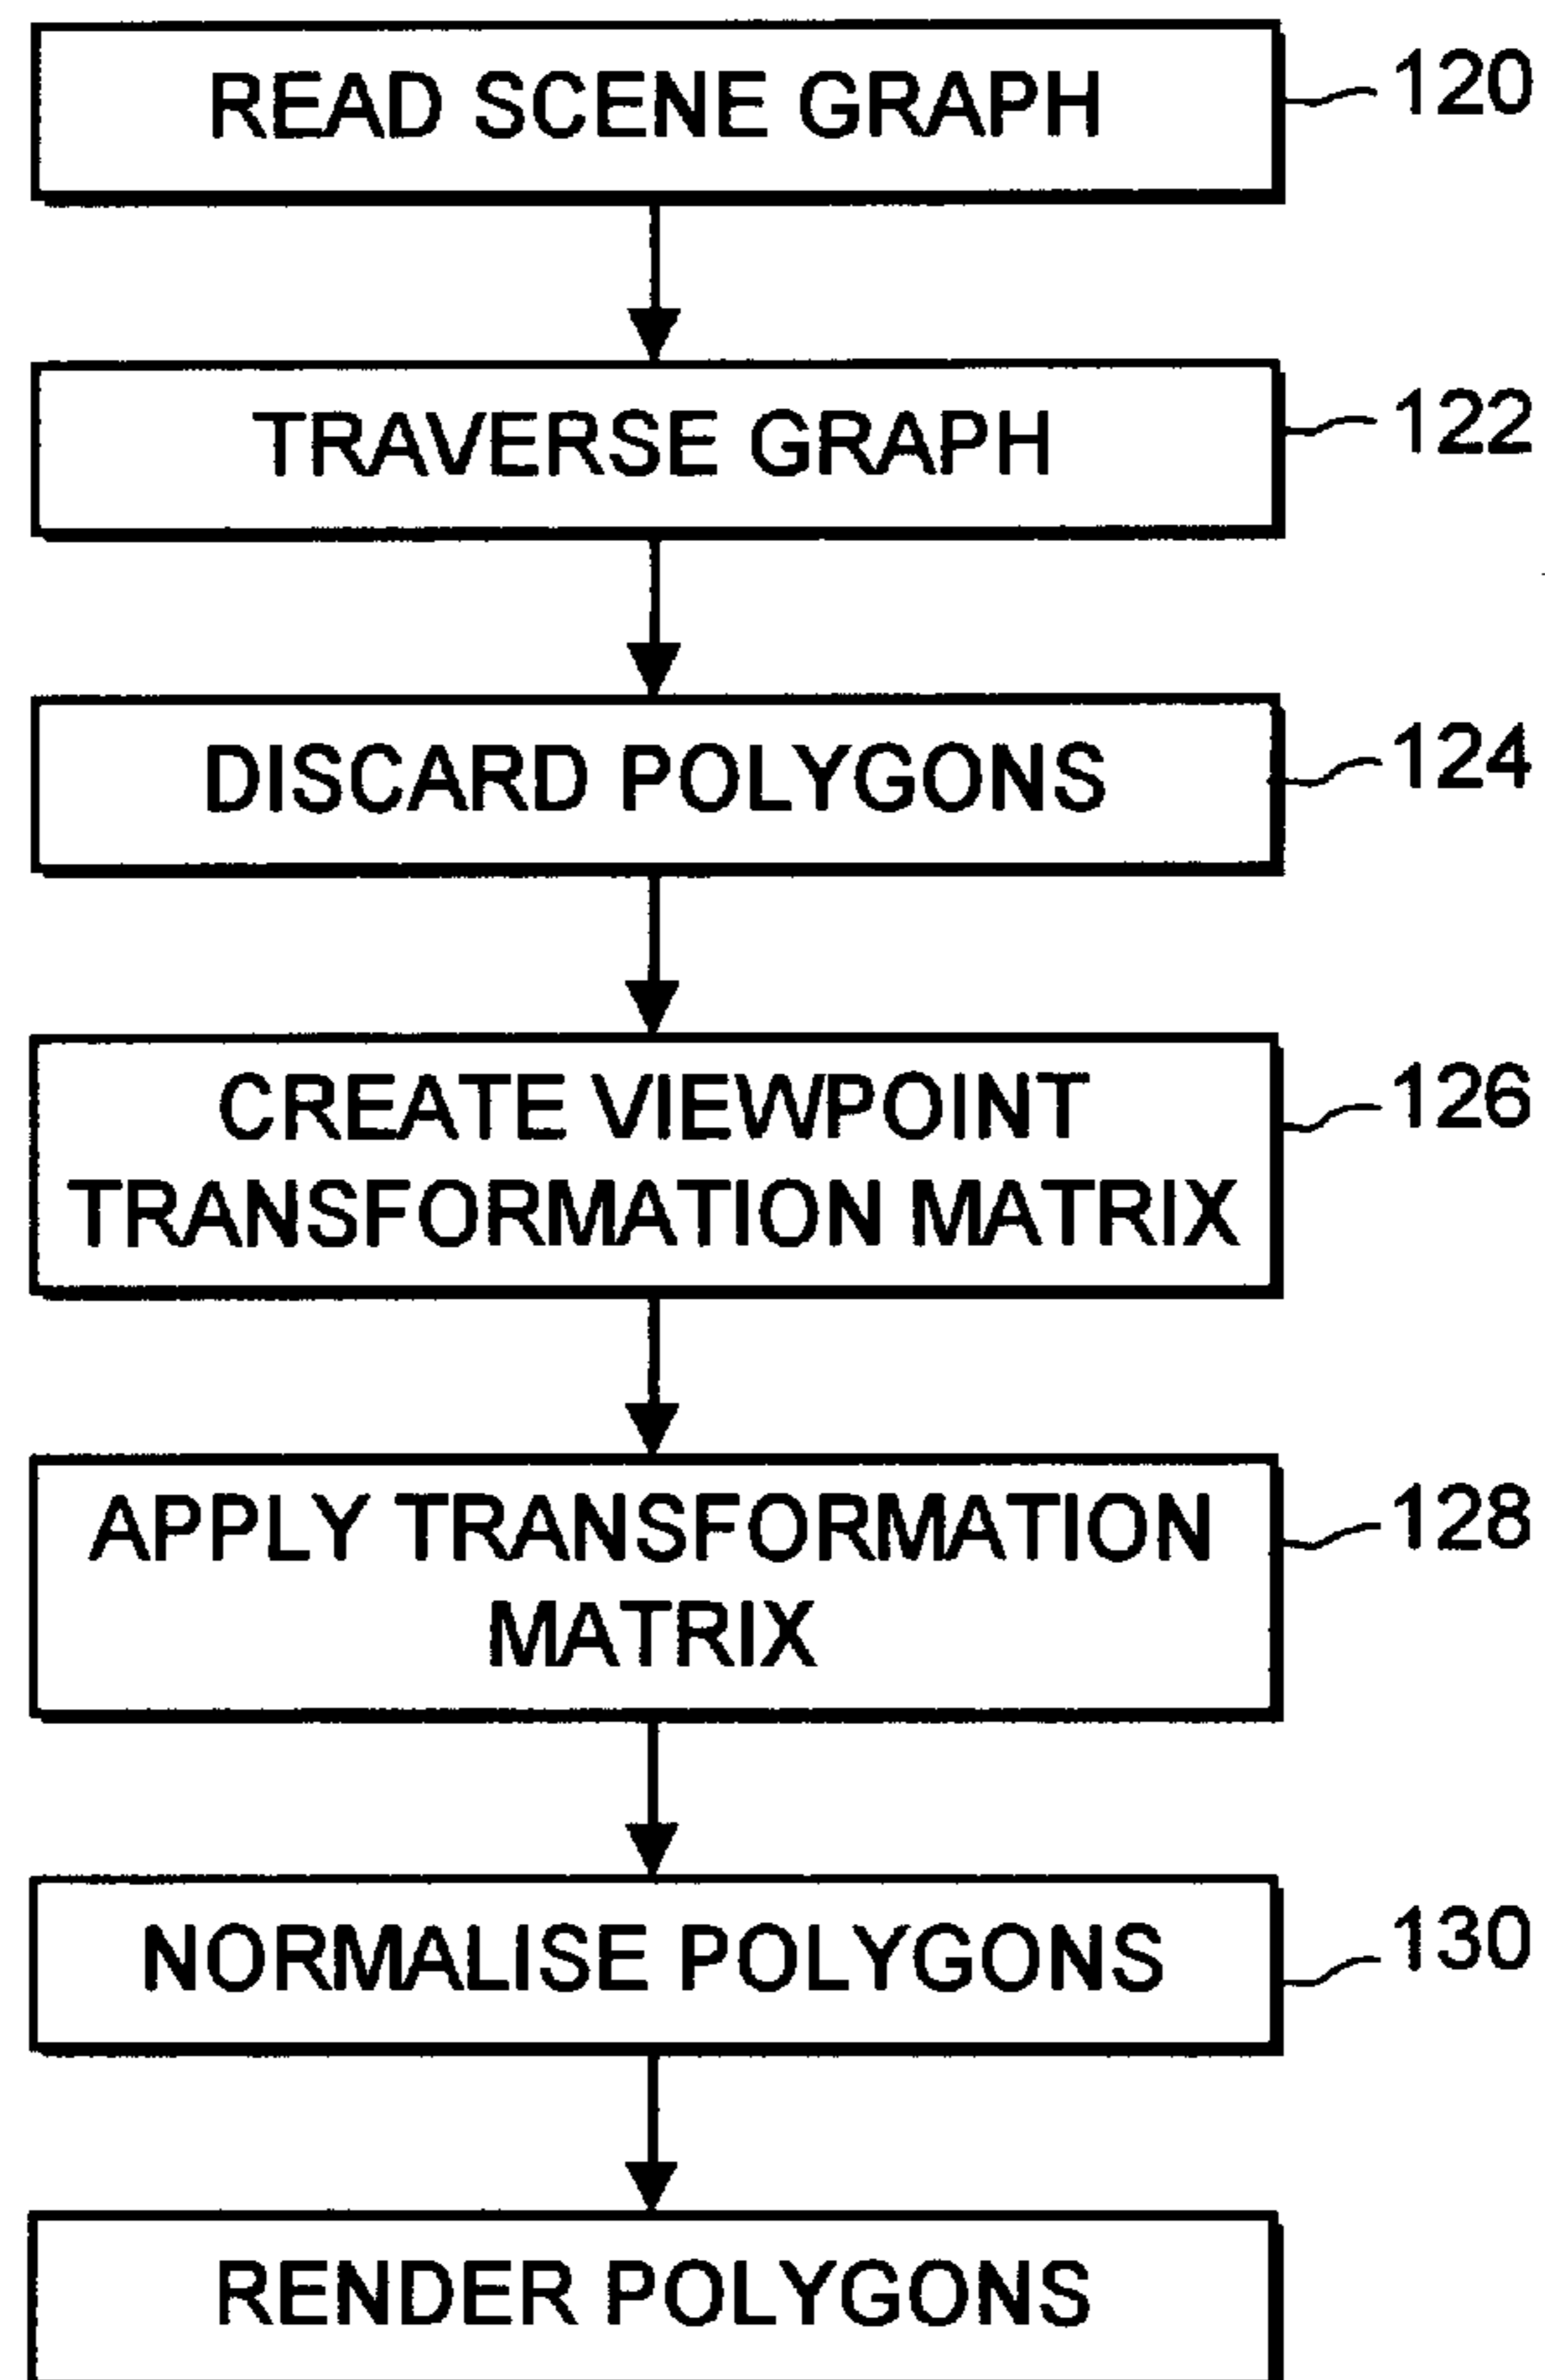 READ SCENE GRAPH 120
TRAVERSE GRAPH 122
DISCARD POLYGONS 124
CREATE VIEWPOINT 126
TRANSFORMATION MATRIX
APPLY TRANSFORMATION 128
MATRIX
NORMALISE POLYGONS 130
RENDER POLYGONS